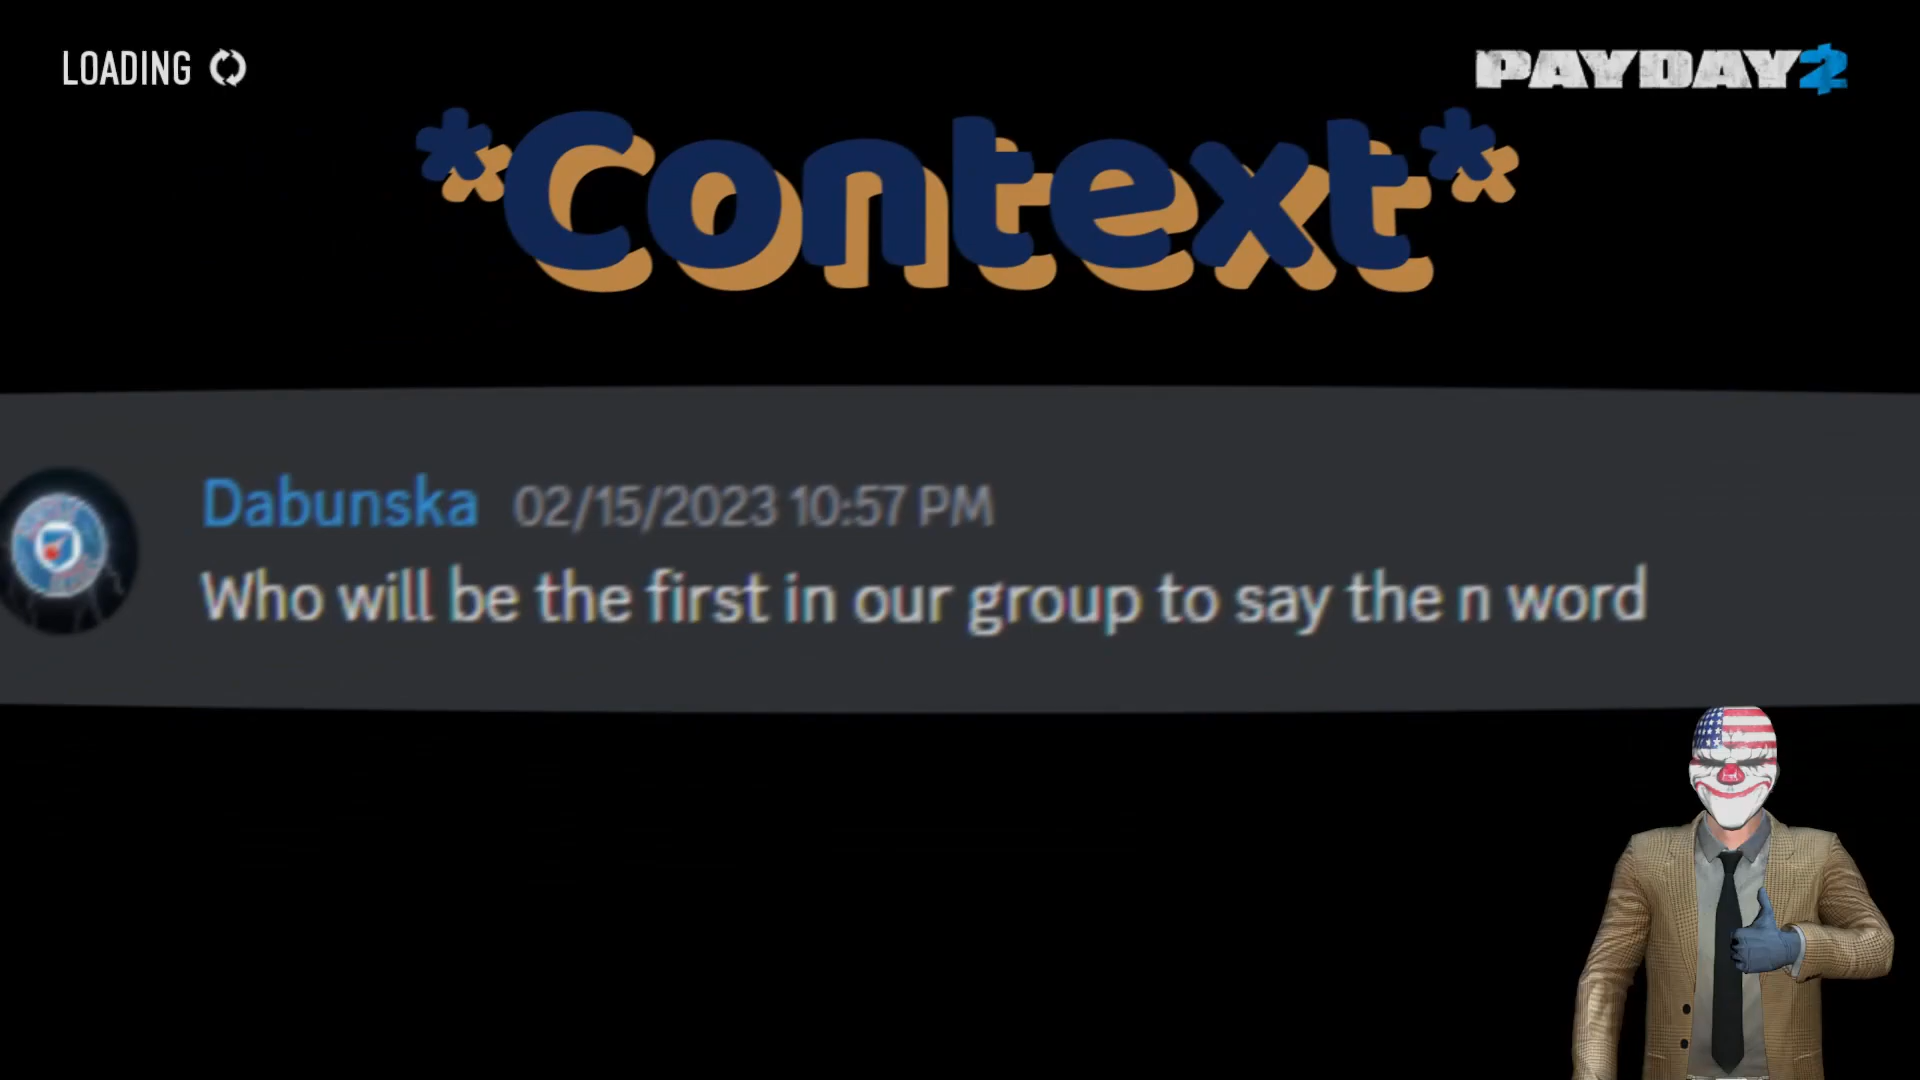 LOADING
PAYDAY2
*Context*
Dabunska 02/15/2023 10:57 PM
Who will be the first in our group to say the n word